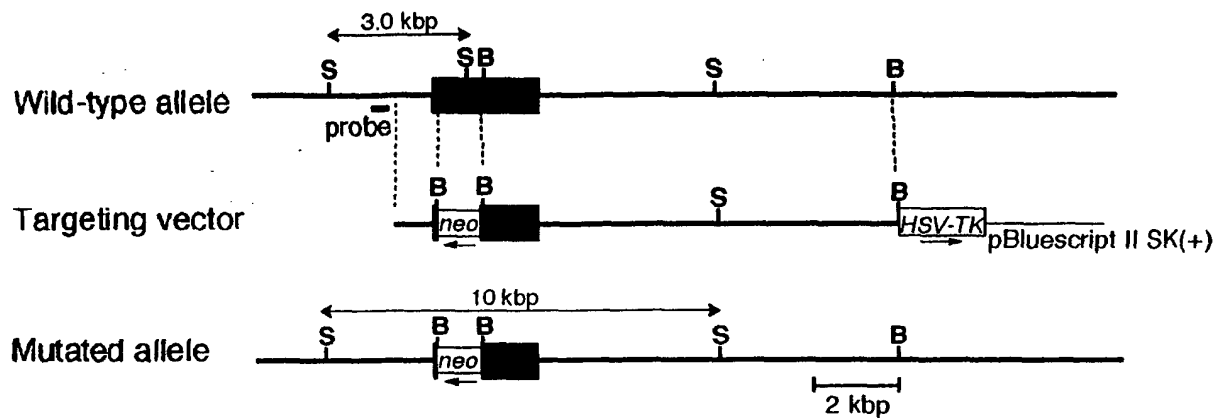 3.0 kbp
S S B S B
Wild-type allele
probe
B B S B
Targeting vector
neo HSV-TK
pBluescript II SK(+)
10 kbp
S B B S B
Mutated allele
neo
2 kbp